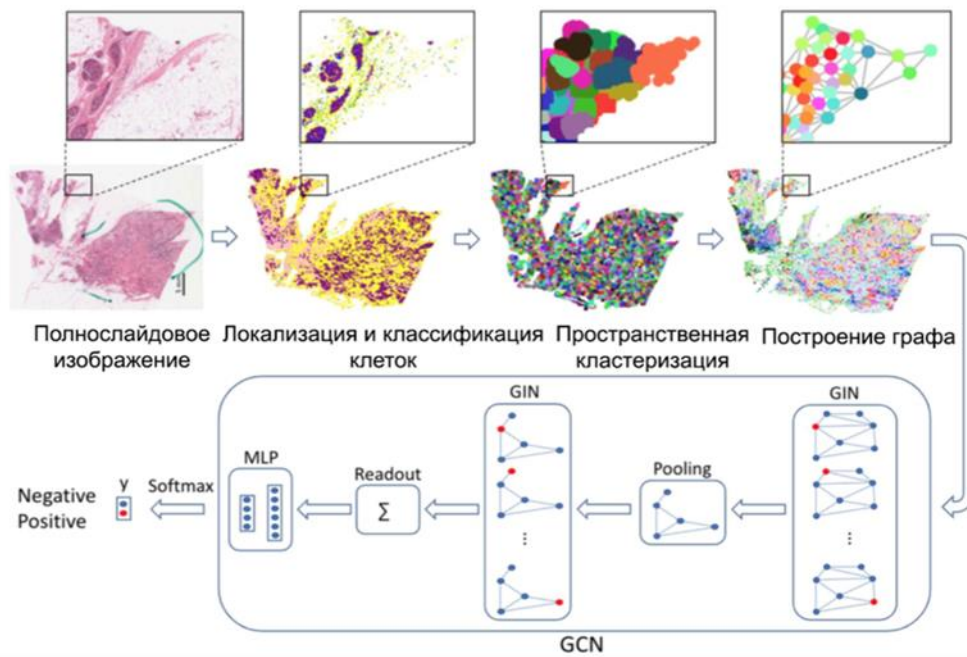 Полнослайдовое
изображение
Локализация и классификация
клеток
Пространственная
кластеризация
Построение графа
GIN
GIN
MLP
Readout
Pooling
Σ
y
Softmax
Negative
Positive
...
...
GCN